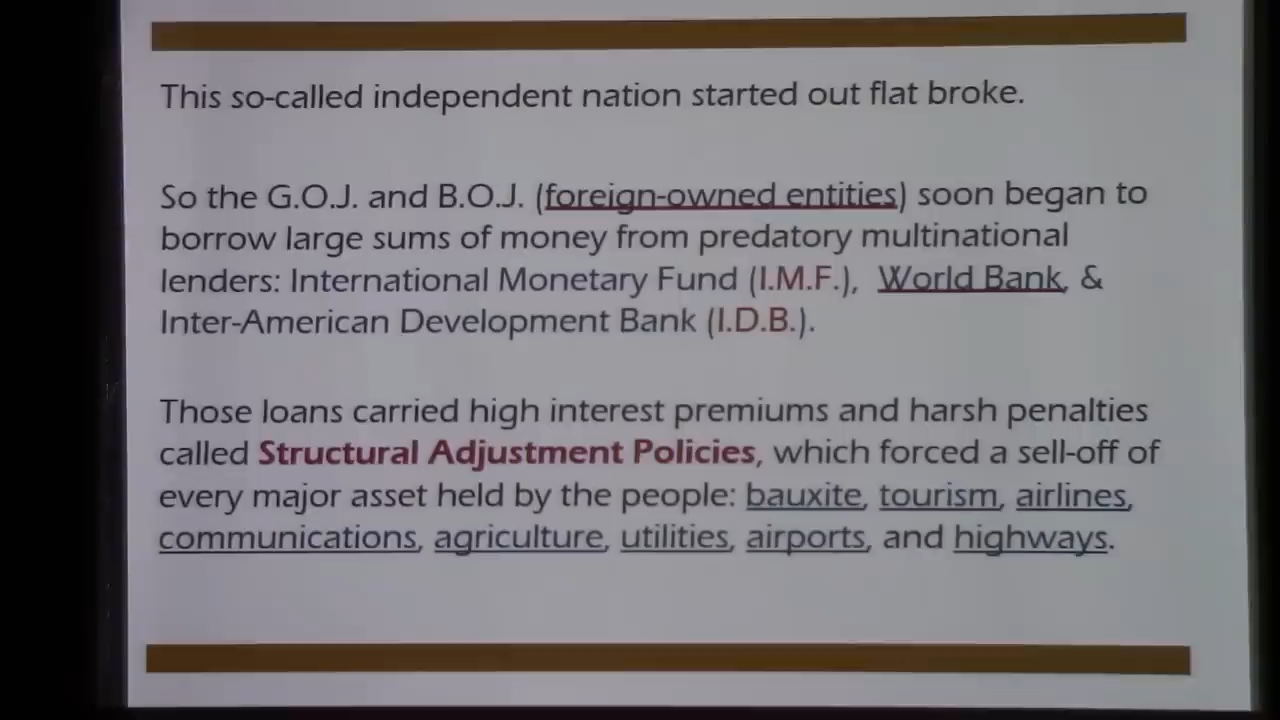 This so-called independent nation started out flat broke.
So the G.O.J. and B.O.J. (foreign-owned entities) soon began to
borrow large sums of money from predatory multinational
lenders: International Monetary Fund (I.M.F.), World Bank, &
Inter-American Development Bank (I.D.B.).
Those loans carried high interest premiums and harsh penalties
called Structural Adjustment Policies, which forced a sell-off of
every major asset held by the people: bauxite, tourism, airlines,
communications, agriculture, utilities, airports, and highways.